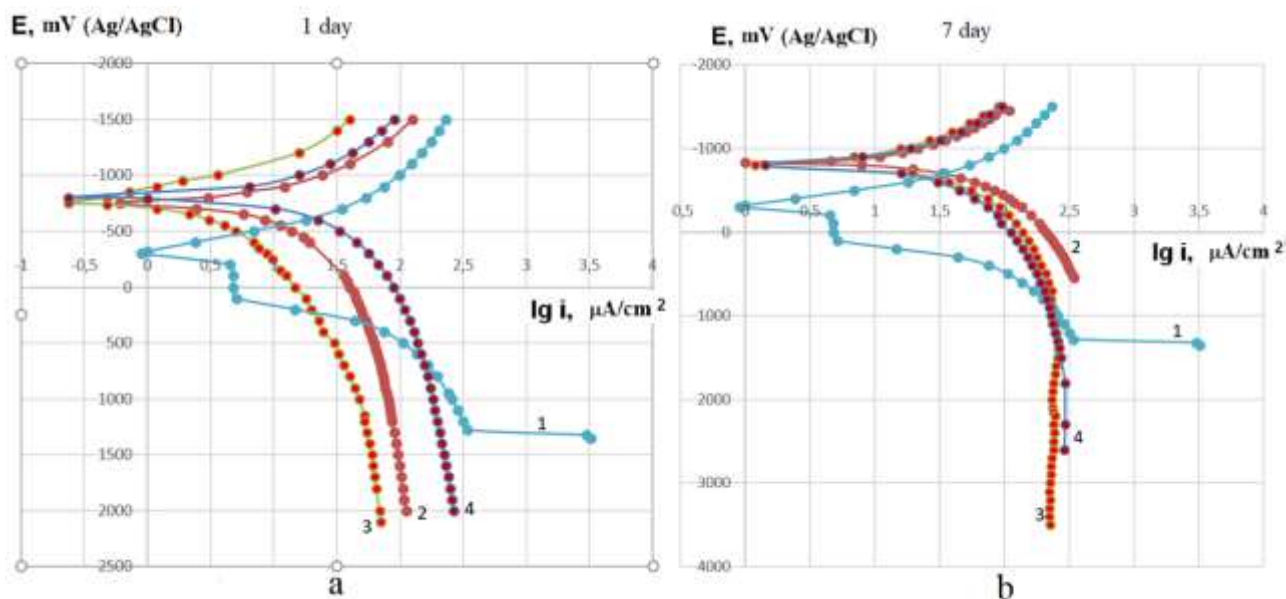 E, mV (Ag/AgCl) 1 day
-2000
-1500
-1000
-500
-1 -0,5 0 0,5 1 1,5 2 2,5 3 3,5 4
0
lg i, μA/cm 2
500
1000
1
1500
2000
3 2 4
2500
a
E, mV (Ag/AgCl) 7 day
-2000
-1000
0,5 0 0,5 1 1,5 2 2,5 3 3,5 4
0
2
lg i, μA/cm 2
1000
1
2000
4
3000
3
4000
b